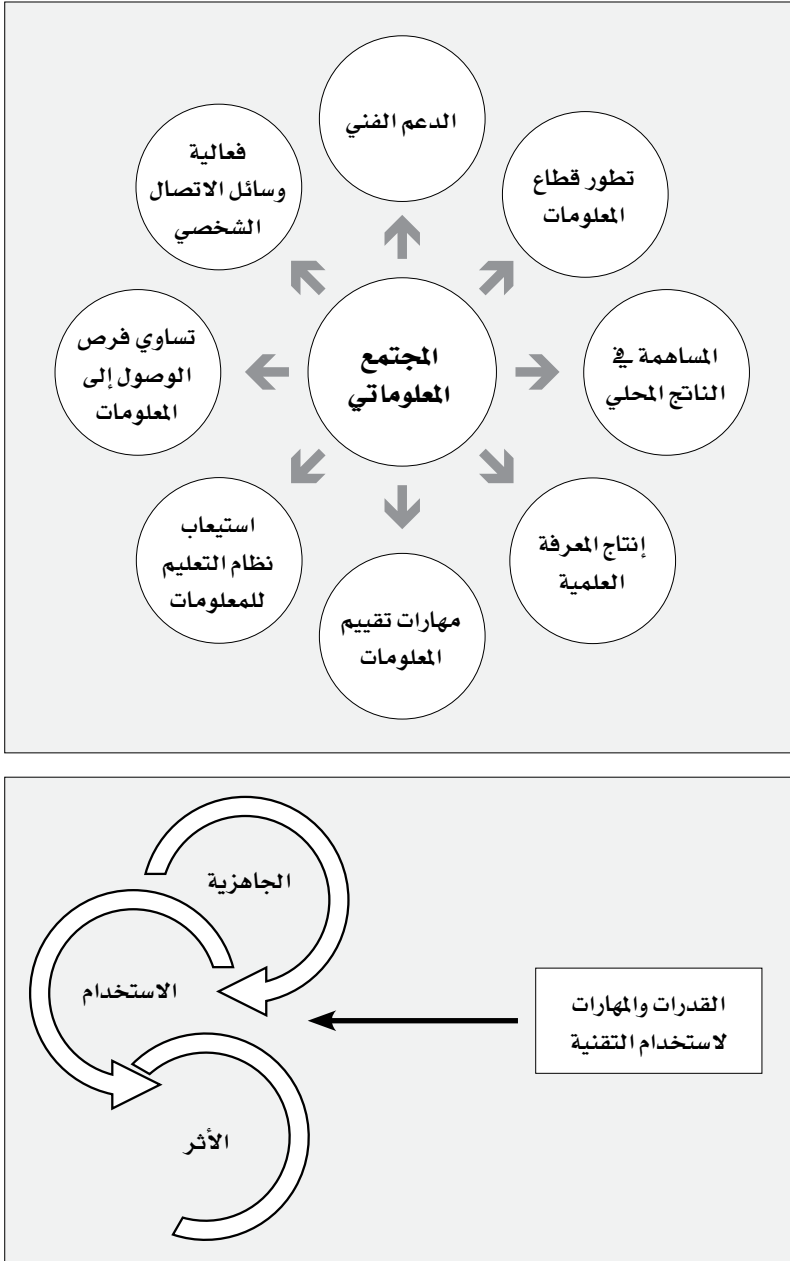 الدعم الفني
تطور قطاع
المعلومات
المساهمة في
الناتج المحلي
إنتاج المعرفة
العلمية
مهارات تقييم
المعلومات
استيعاب
نظام التعليم
للمعلومات
تساوي فرص
الوصول إلى
المعلومات
فعالية
وسائل الاتصال
الشخصي
المجتمع
المعلوماتي
الجاهزية
الاستخدام
الأثر
القدرات والمهارات
لاستخدام التقنية